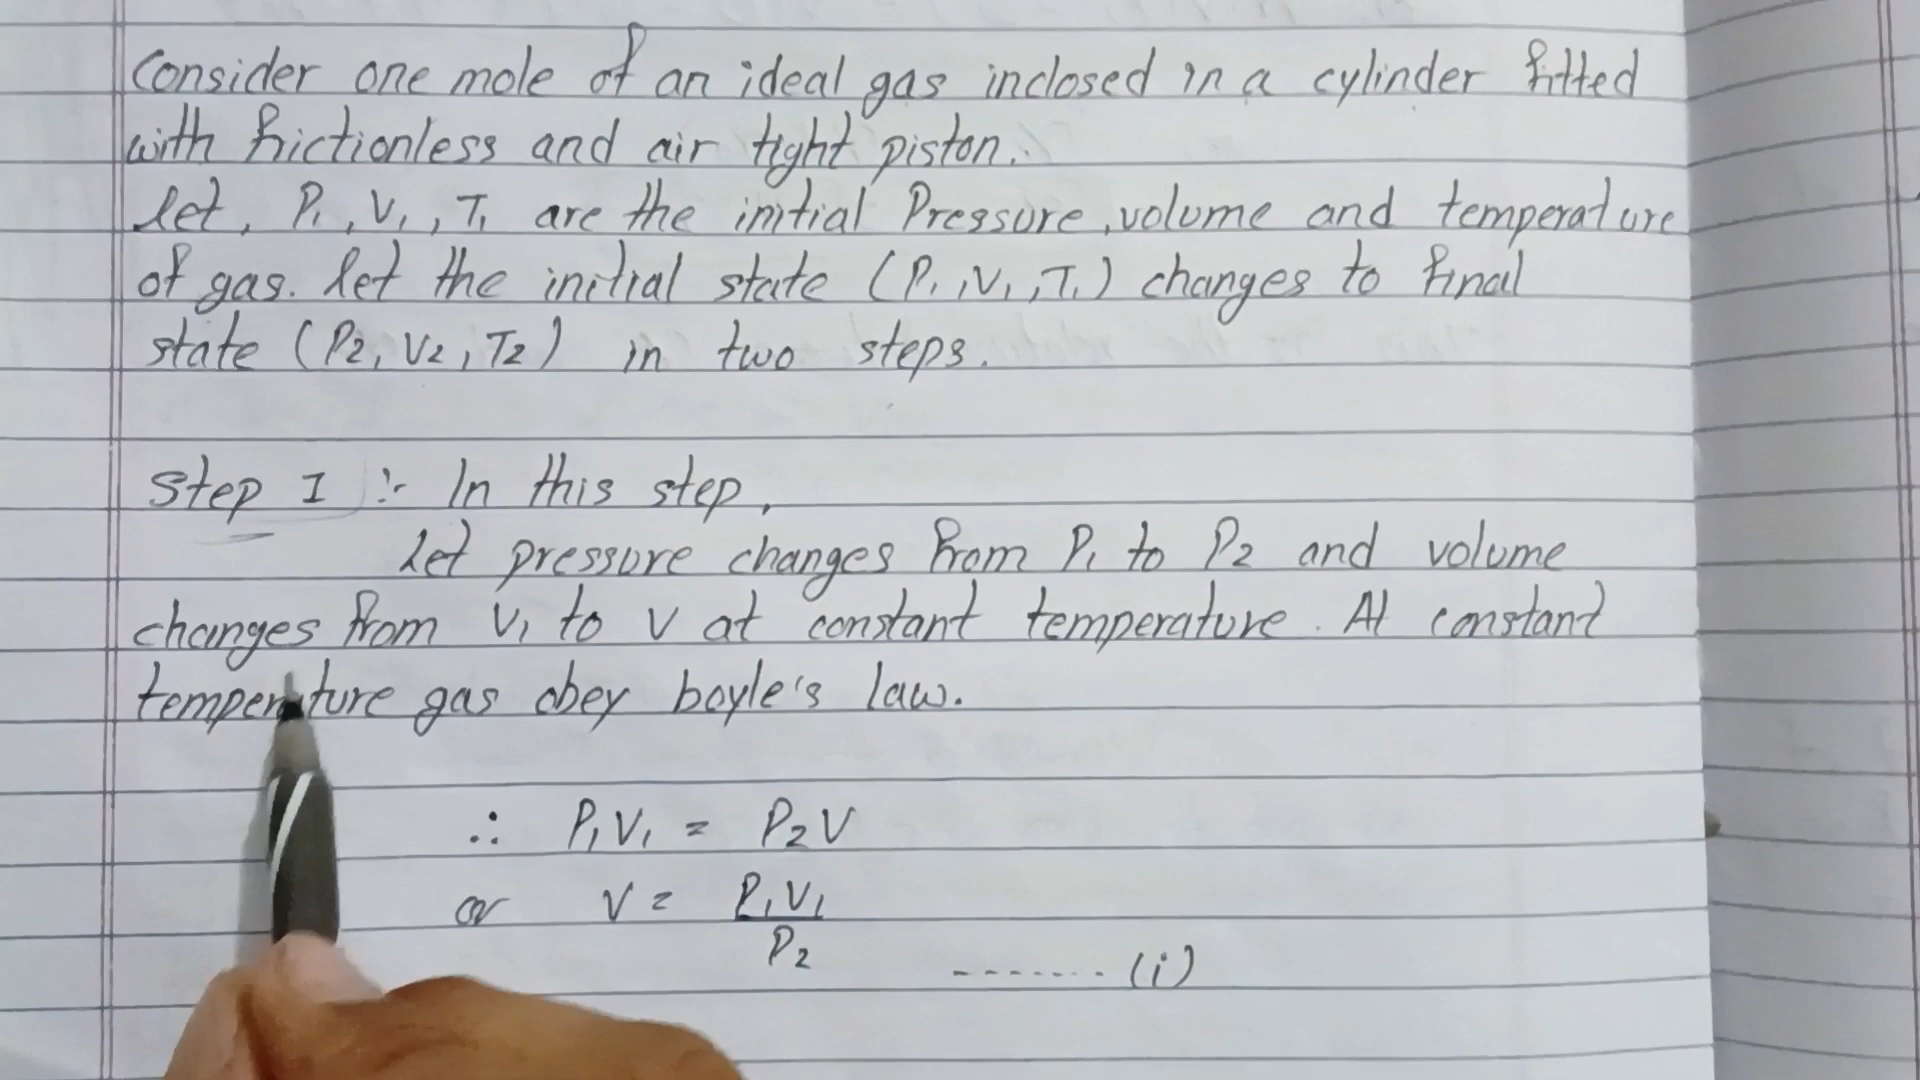 Consider one mole of an ideal gas inclosed in a cylinder fitted
with frictionless and air tight piston.
Let, P₁, V₁, T₁ are the initial Pressure, volume and temperature
of gas. Let the initial state (P₁, V₁, T₁) changes to final
state (P2, V2, T2) in two steps.
Step I :- In this step,
Let pressure changes from P₁ to P2 and volume
changes from V₁ to V at constant temperature. At constant
temperature gas obey boyle's law.
∴ P₁V₁ = P₂V
or V = P₁V₁
P₂
....... (i)